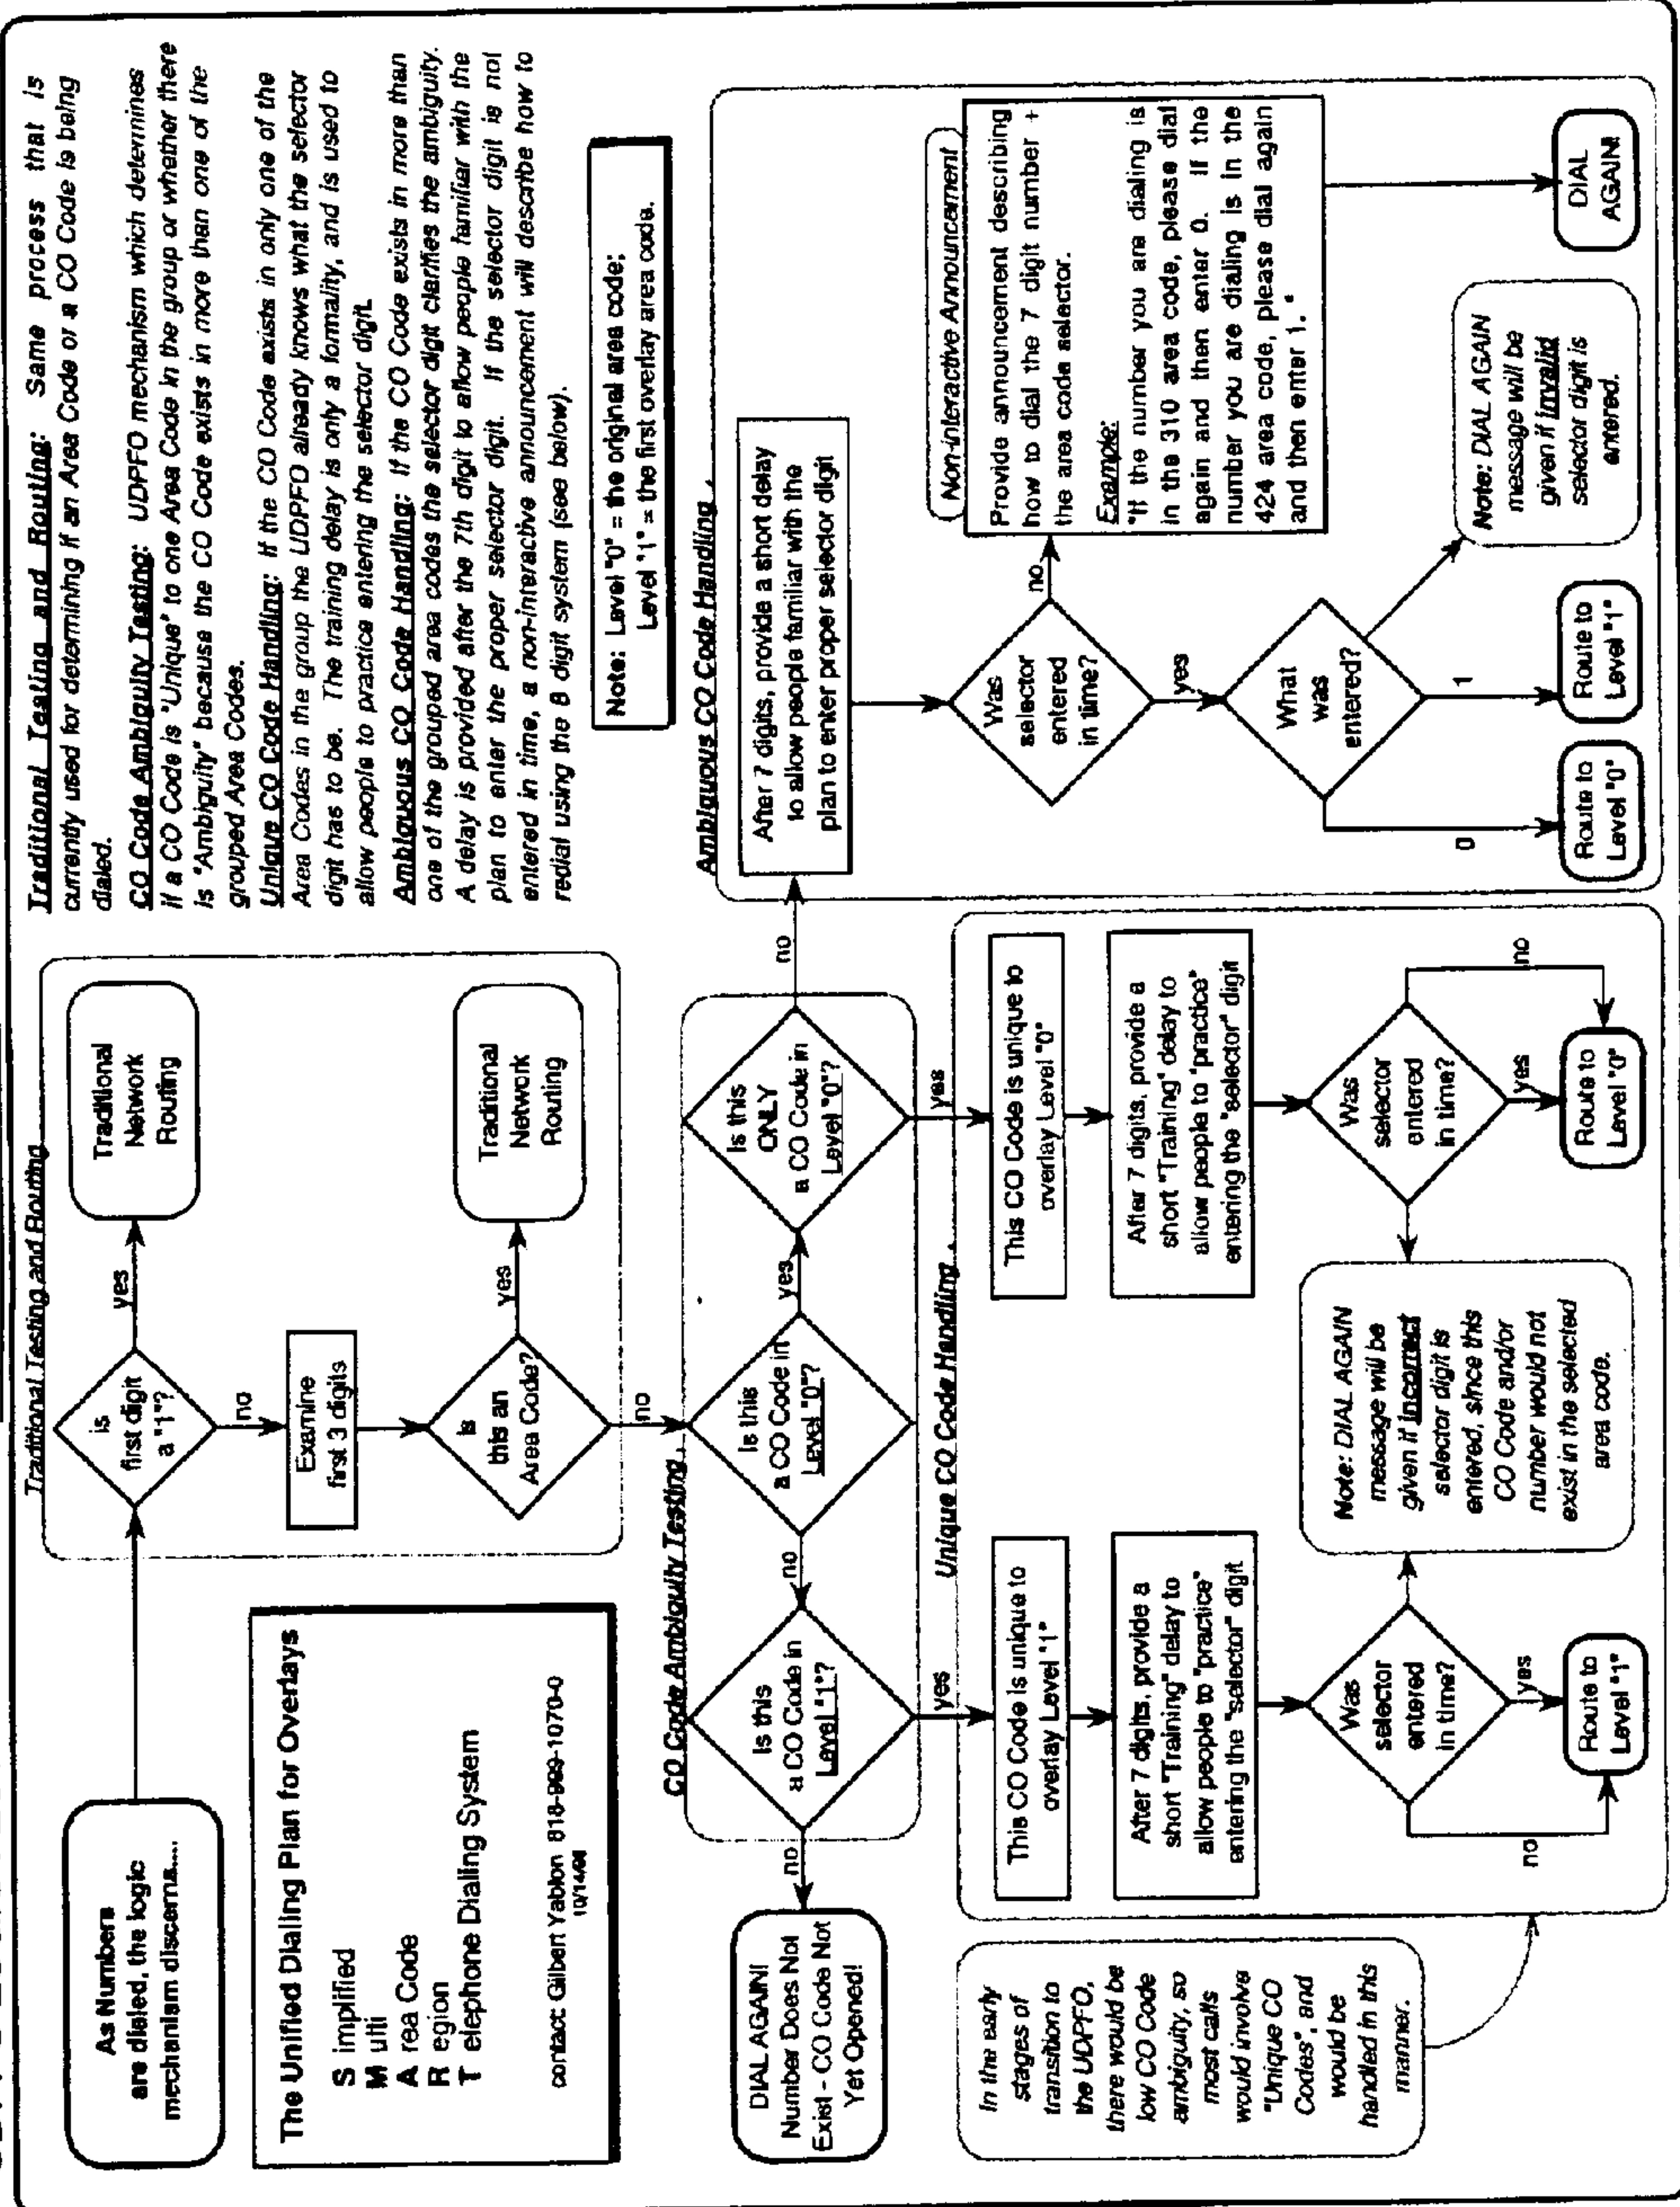 As Numbers
are dialed, the logic
mechanism discerns....
The Unified Dialing Plan for Overlays
S implified
M ulti
A rea Code
R egion
T elephone Dialing System
contact: Gilbert Yablon 818-999-1070-0
Traditional Testing and Routing
is
first digit
a "1"?
yes
Traditional
Network
Routing
no
Examine
first 3 digits
is
this an
Area Code?
yes
Traditional
Network
Routing
no
Traditional Testing and Routing: Same process that is
currently used for determining if an Area Code or a CO Code is being
dialed.
CO Code Ambiguity Testing: UDPFO mechanism which determines
if a CO Code is "Unique" to one Area Code in the group or whether there
is "Ambiguity" because the CO Code exists in more than one of the
grouped Area Codes.
Unique CO Code Handling: If the CO Code exists in only one of the
Area Codes in the group the UDPFO already knows what the selector
digit has to be. The training delay is only a formality, and is used to
allow people to practice entering the selector digit.
Ambiguous CO Code Handling: If the CO Code exists in more than
one of the grouped area codes the selector digit clarifies the ambiguity.
A delay is provided after the 7th digit to allow people familiar with the
plan to enter the proper selector digit. If the selector digit is not
entered in time, a non-interactive announcement will describe how to
redial using the 8 digit system (see below).
Note: Level "0" = the original area code;
Level "1" = the first overlay area code.
CO Code Ambiguity Testing
DIAL AGAIN!
Number Does Not
Exist - CO Code Not
Yet Opened!
no
Is this
a CO Code in
Level "1"?
no
Is this
a CO Code in
Level "0"?
yes
Is this
ONLY
a CO Code in
Level "0"?
no
yes
yes
Unique CO Code Handling
In the early
stages of
transition to
the UDPFO,
there would be
low CO Code
ambiguity, so
most calls
would involve
"Unique CO
Codes", and
would be
handled in this
manner.
This CO Code is unique to
overlay Level "1"
After 7 digits, provide a
short "Training" delay to
allow people to "practice"
entering the "selector" digit
Was
selector
entered
in time?
no
yes
Route to
Level "1"
Note: DIAL AGAIN
message will be
given if incorrect
selector digit is
entered, since this
CO Code and/or
number would not
exist in the selected
area code.
This CO Code is unique to
overlay Level "0"
After 7 digits, provide a
short "Training" delay to
allow people to "practice"
entering the "selector" digit
Was
selector
entered
in time?
yes
no
Route to
Level "0"
Ambiguous CO Code Handling
After 7 digits, provide a short delay
to allow people familiar with the
plan to enter proper selector digit
Was
selector
entered
in time?
no
yes
Non-interactive Announcement
Provide announcement describing
how to dial the 7 digit number +
the area code selector.
Example:
"If the number you are dialing is
in the 310 area code, please dial
again and then enter 0. If the
number you are dialing is in the
424 area code, please dial again
and then enter 1."
What
was
entered?
0
1
Route to
Level "0"
Route to
Level "1"
Note: DIAL AGAIN
message will be
given if invalid
selector digit is
entered.
DIAL
AGAIN!